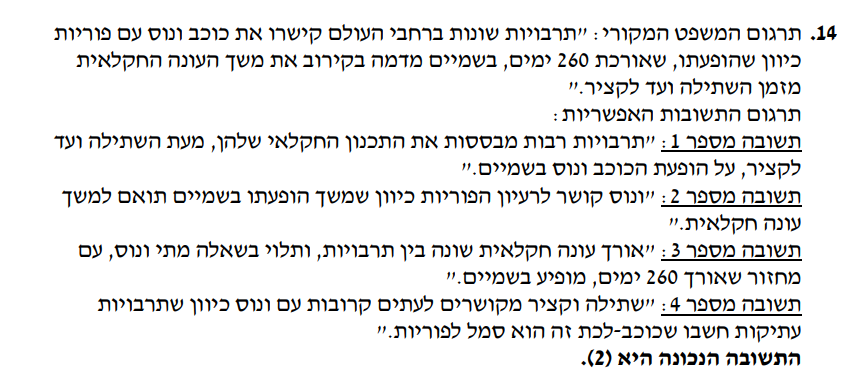 14. תרגום המשפט המקורי: "תרבויות שונות ברחבי העולם קישרו את כוכב ונוס עם פוריות
כיוון שהופעתו, שאורכת 260 ימים, בשמיים מדמה בקירוב את משך העונה החקלאית
מזמן השתילה ועד לקציר."
תרגום התשובות האפשריות:
תשובה מספר 1: "תרבויות רבות מבססות את התכנון החקלאי שלהן, מעת השתילה ועד
לקציר, על הופעת הכוכב ונוס בשמיים."
תשובה מספר 2: "ונוס קושר לרעיון הפוריות כיוון שמשך הופעתו בשמיים תואם למשך
עונה חקלאית."
תשובה מספר 3: "אורך עונה חקלאית שונה בין תרבויות, ותלוי בשאלה מתי ונוס, עם
מחזור שאורך 260 ימים, מופיע בשמיים."
תשובה מספר 4: "שתילה וקציר מקושרים לעתים קרובות עם ונוס כיוון שתרבויות
עתיקות חשבו שכוכב-לכת זה הוא סמל לפוריות."
התשובה הנכונה היא (2).